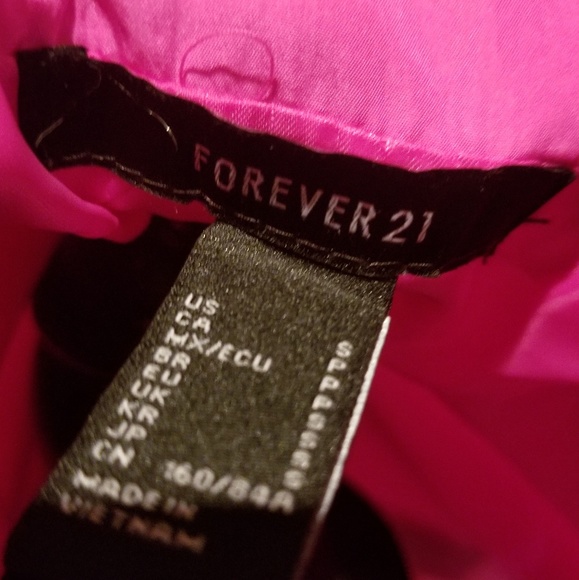 FOREVER 21
US S
CA P
MX/ECU P
BR P
EU S
UK S
KR S
JP S
CN 160/84A
MADE IN
VIETNAM